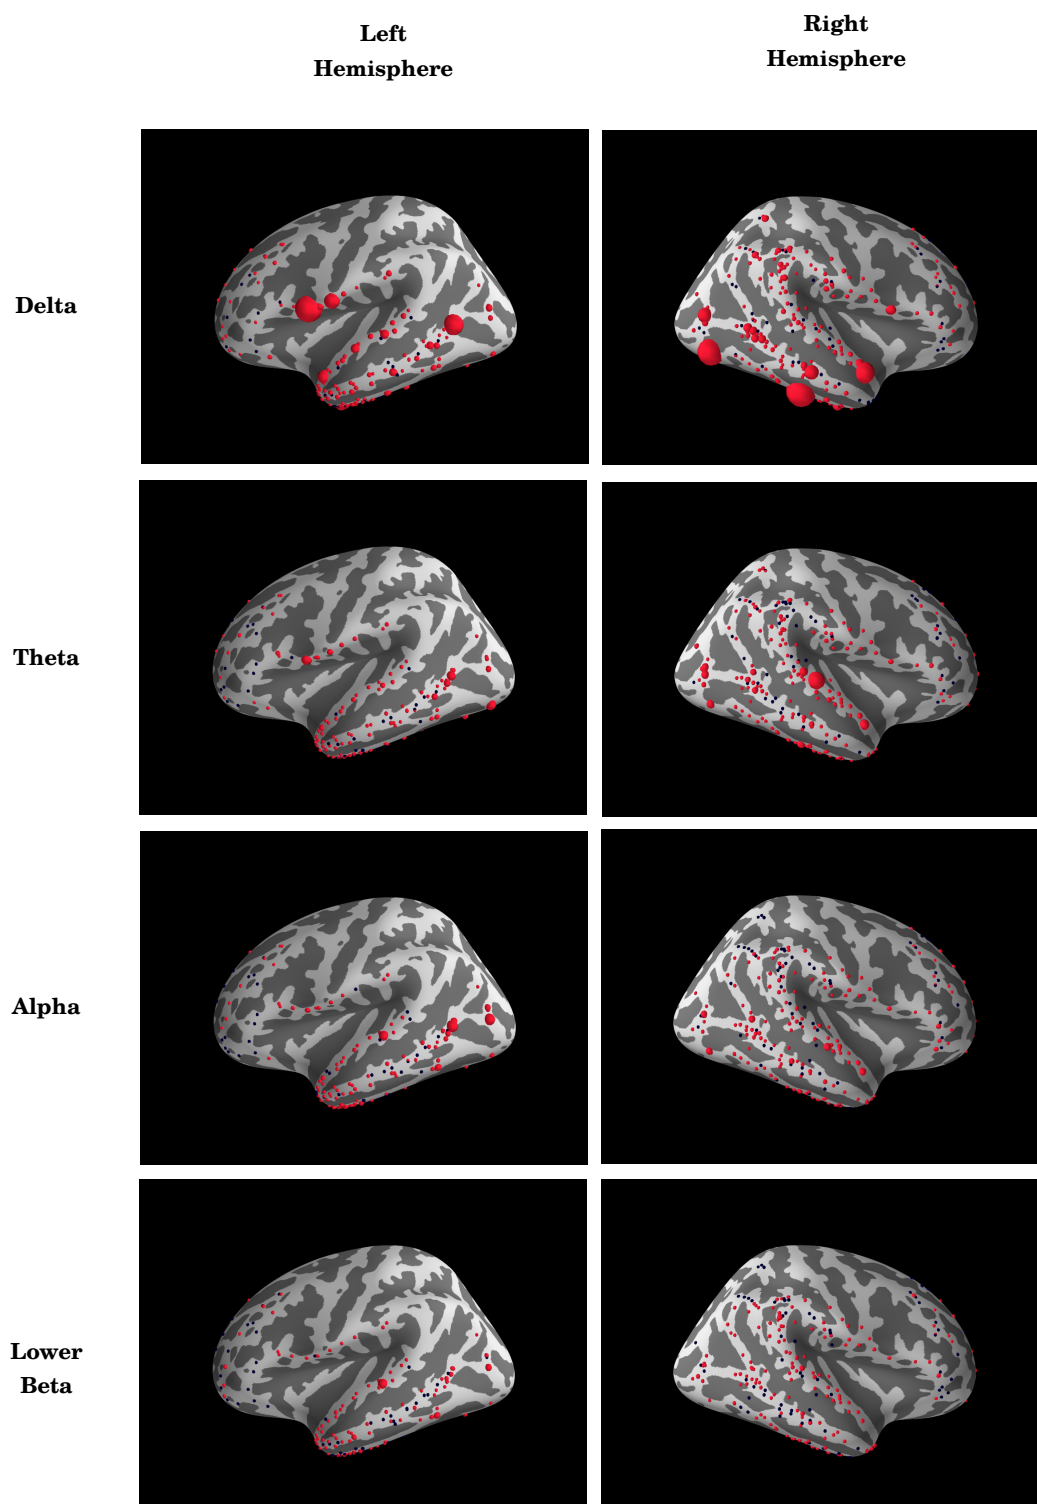 Left
Hemisphere
Right
Hemisphere
Delta
Theta
Alpha
Lower
Beta